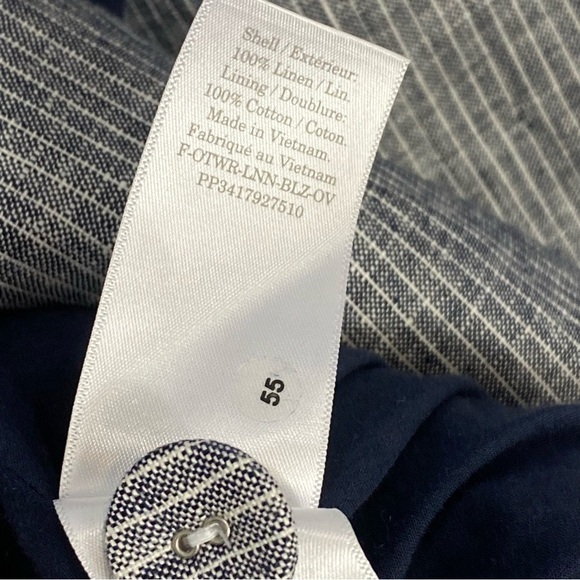 Shell / Extérieur:
100% Linen / Lin.
Lining / Doublure:
100% Cotton / Coton.
Made in Vietnam.
Fabriqué au Vietnam
F-OTWR-LNN-BLZ-OV
PP3417927510
55